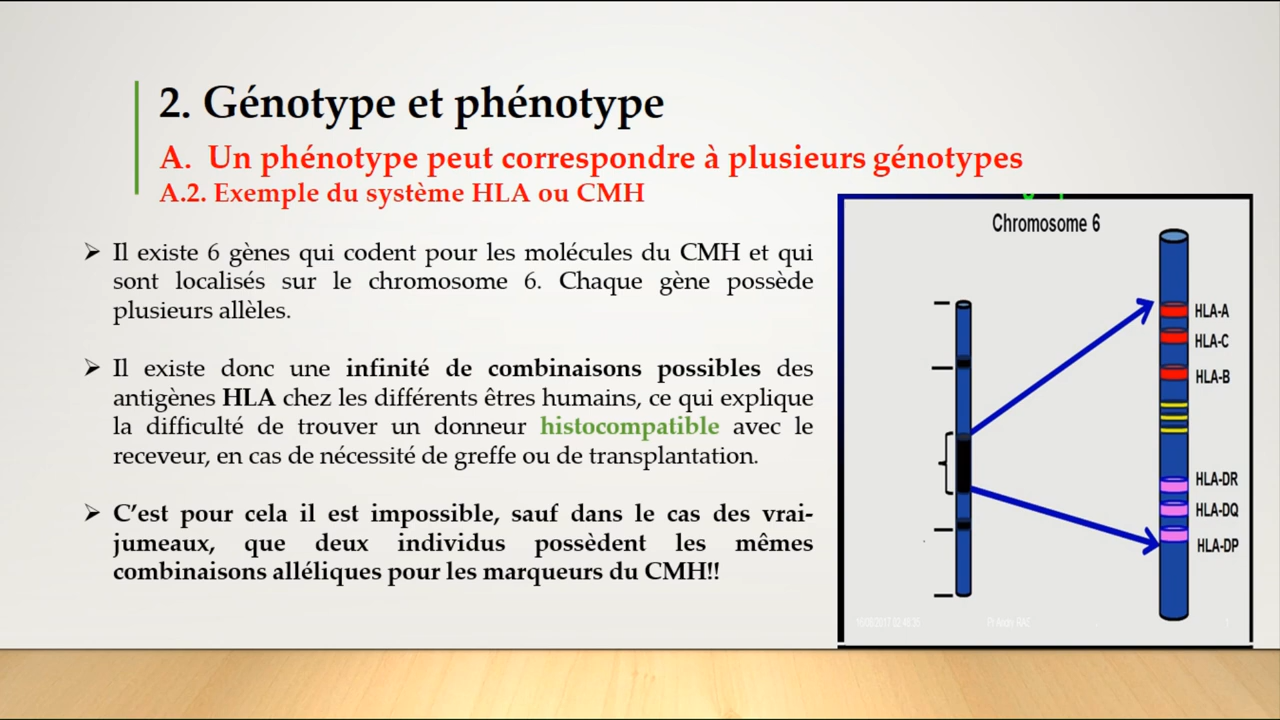 2. Génotype et phénotype
A. Un phénotype peut correspondre à plusieurs génotypes
A.2. Exemple du système HLA ou CMH
➢ Il existe 6 gènes qui codent pour les molécules du CMH et qui
sont localisés sur le chromosome 6. Chaque gène possède
plusieurs allèles.
➢ Il existe donc une infinité de combinaisons possibles des
antigènes HLA chez les différents êtres humains, ce qui explique
la difficulté de trouver un donneur histocompatible avec le
receveur, en cas de nécessité de greffe ou de transplantation.
➢ C’est pour cela il est impossible, sauf dans le cas des vrai-
jumeaux, que deux individus possèdent les mêmes
combinaisons alléliques pour les marqueurs du CMH!!
Chromosome 6
HLA-A
HLA-C
HLA-B
HLA-DR
HLA-DQ
HLA-DP